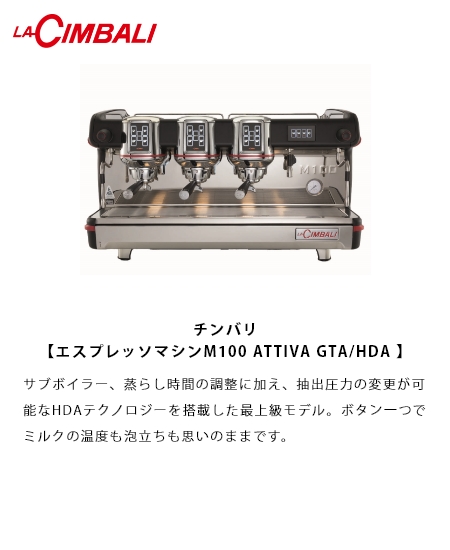 LACIMBALI
M100
LACIMBALI
チンバリ
【エスプレッソマシンM100 ATTIVA GTA/HDA 】
サブボイラー、蒸らし時間の調整に加え、抽出圧力の変更が可
能なHDAテクノロジーを搭載した最上級モデル。ボタン一つで
ミルクの温度も泡立ちも思いのままです。